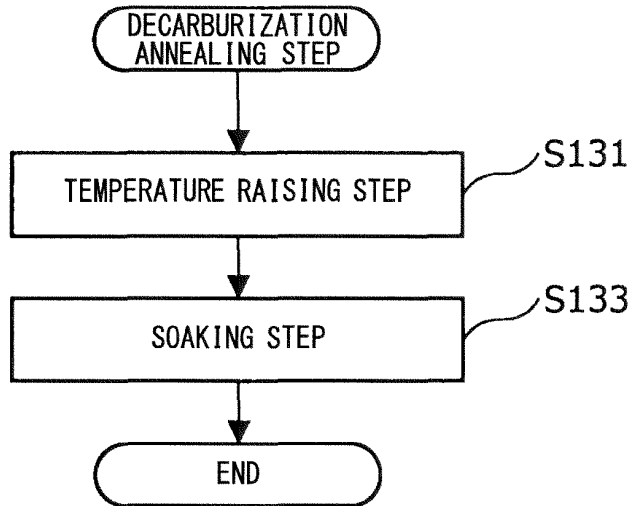 DECARBURIZATION
ANNEALING STEP
S131
TEMPERATURE RAISING STEP
S133
SOAKING STEP
END